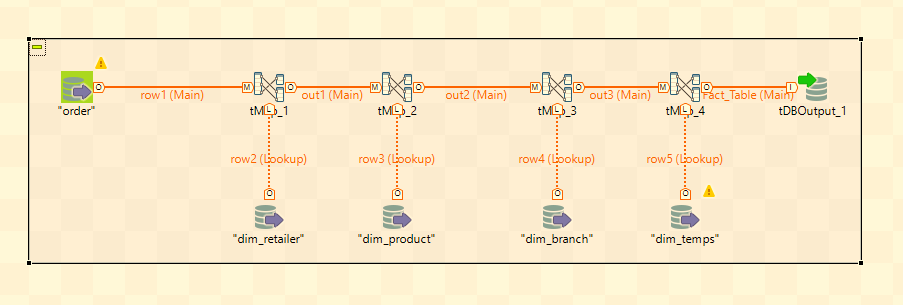 row1 (Main)
out1 (Main)
out2 (Main)
out3 (Main)
Fact_Table (Main)
"order"
tMap_1
tMap_2
tMap_3
tMap_4
tDBOutput_1
row2 (Lookup)
row3 (Lookup)
row4 (Lookup)
row5 (Lookup)
"dim_retailer"
"dim_product"
"dim_branch"
"dim_temps"